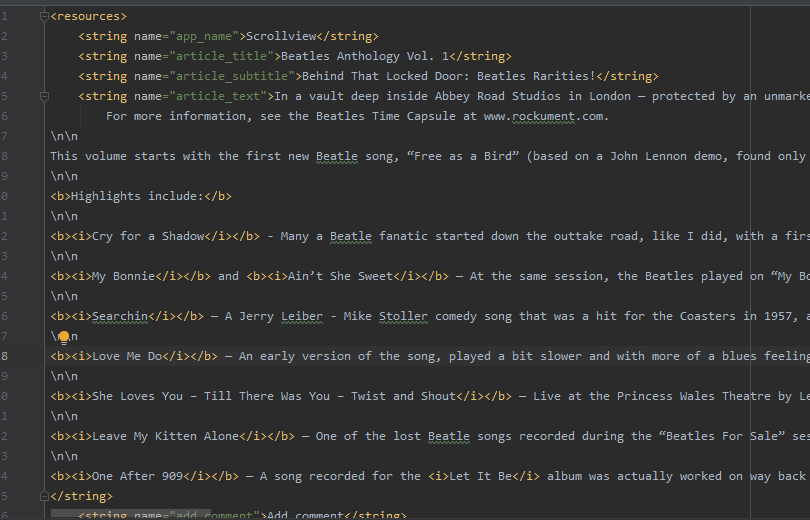 1 <resources>
2 <string name="app_name">Scrollview</string>
3 <string name="article_title">Beatles Anthology Vol. 1</string>
4 <string name="article_subtitle">Behind That Locked Door: Beatles Rarities!</string>
5 <string name="article_text">In a vault deep inside Abbey Road Studios in London — protected by an unmarke
6 For more information, see the Beatles Time Capsule at www.rockument.com.
7 \n\n
8 This volume starts with the first new Beatle song, “Free as a Bird” (based on a John Lennon demo, found only
9 \n\n
0 <b>Highlights include:</b>
1 \n\n
2 <b><i>Cry for a Shadow</i></b> - Many a Beatle fanatic started down the outtake road, like I did, with a firs
3 \n\n
4 <b><i>My Bonnie</i></b> and <b><i>Ain’t She Sweet</i></b> — At the same session, the Beatles played on “My Bo
5 \n\n
6 <b><i>Searchin</i></b> — A Jerry Leiber - Mike Stoller comedy song that was a hit for the Coasters in 1957, a
7 \n\n
8 <b><i>Love Me Do</i></b> — An early version of the song, played a bit slower and with more of a blues feeling
9 \n\n
0 <b><i>She Loves You – Till There Was You – Twist and Shout</i></b> — Live at the Princess Wales Theatre by Le
1 \n\n
2 <b><i>Leave My Kitten Alone</i></b> — One of the lost Beatle songs recorded during the “Beatles For Sale” ses
3 \n\n
4 <b><i>One After 909</i></b> — A song recorded for the <i>Let It Be</i> album was actually worked on way back
5 </string>
6 <string name="add_comment">Add comment</string>